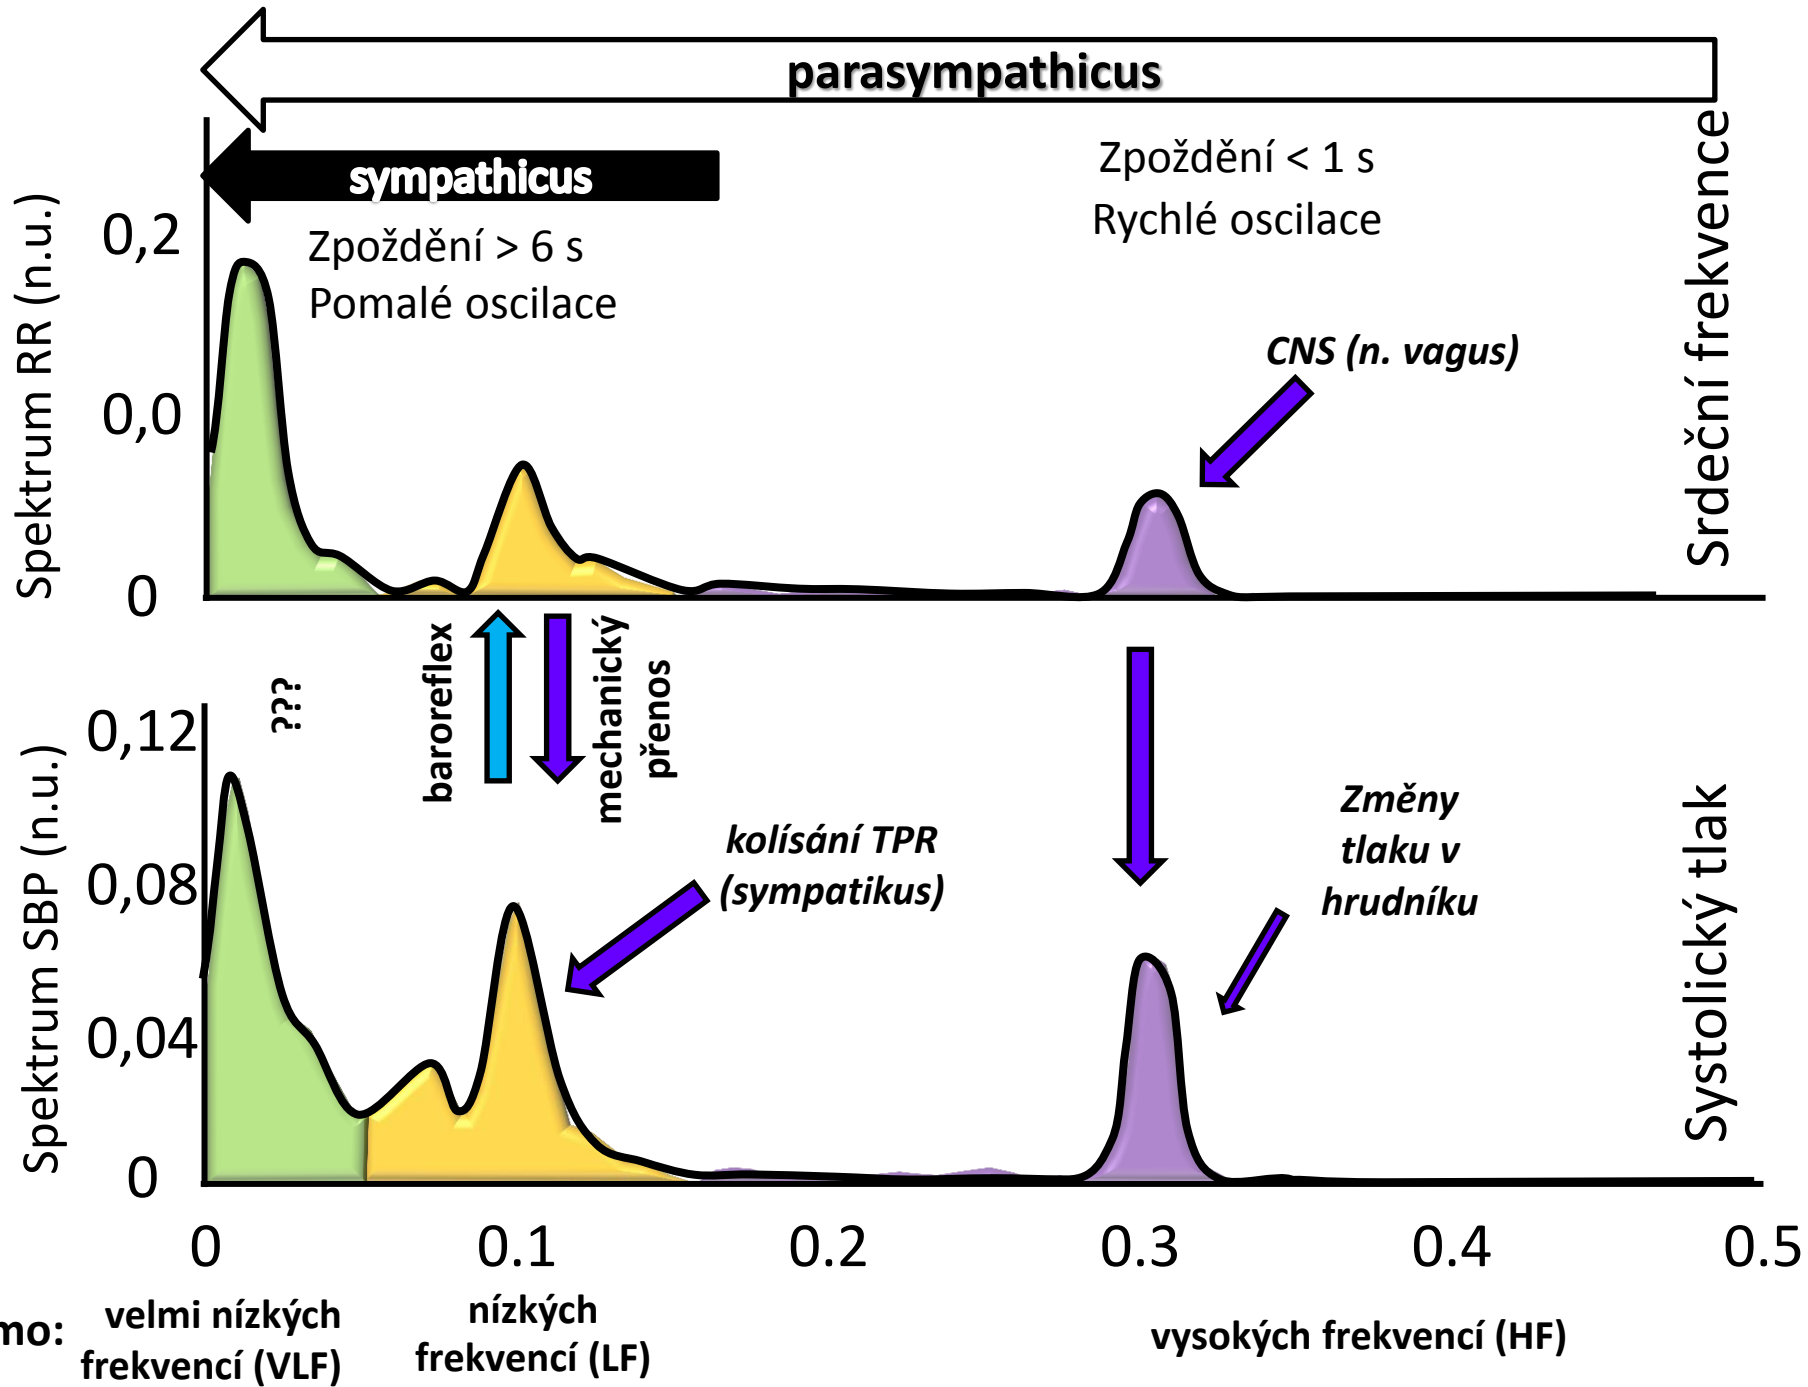 parasympathicus
sympathicus
Zpoždění < 1 s
Rychlé oscilace
Zpoždění > 6 s
Pomalé oscilace
CNS (n. vagus)
Srdeční frekvence
Spektrum RR (n.u.)
0,2
0,0
0
baroreflex
mechanický
přenos
???
Spektrum SBP (n.u.)
0,12
0,08
0,04
0
kolísání TPR
(sympatikus)
Změny
tlaku v
hrudníku
Systolický tlak
0 0.1 0.2 0.3 0.4 0.5
mo:
velmi nízkých
frekvencí (VLF)
nízkých
frekvencí (LF)
vysokých frekvencí (HF)